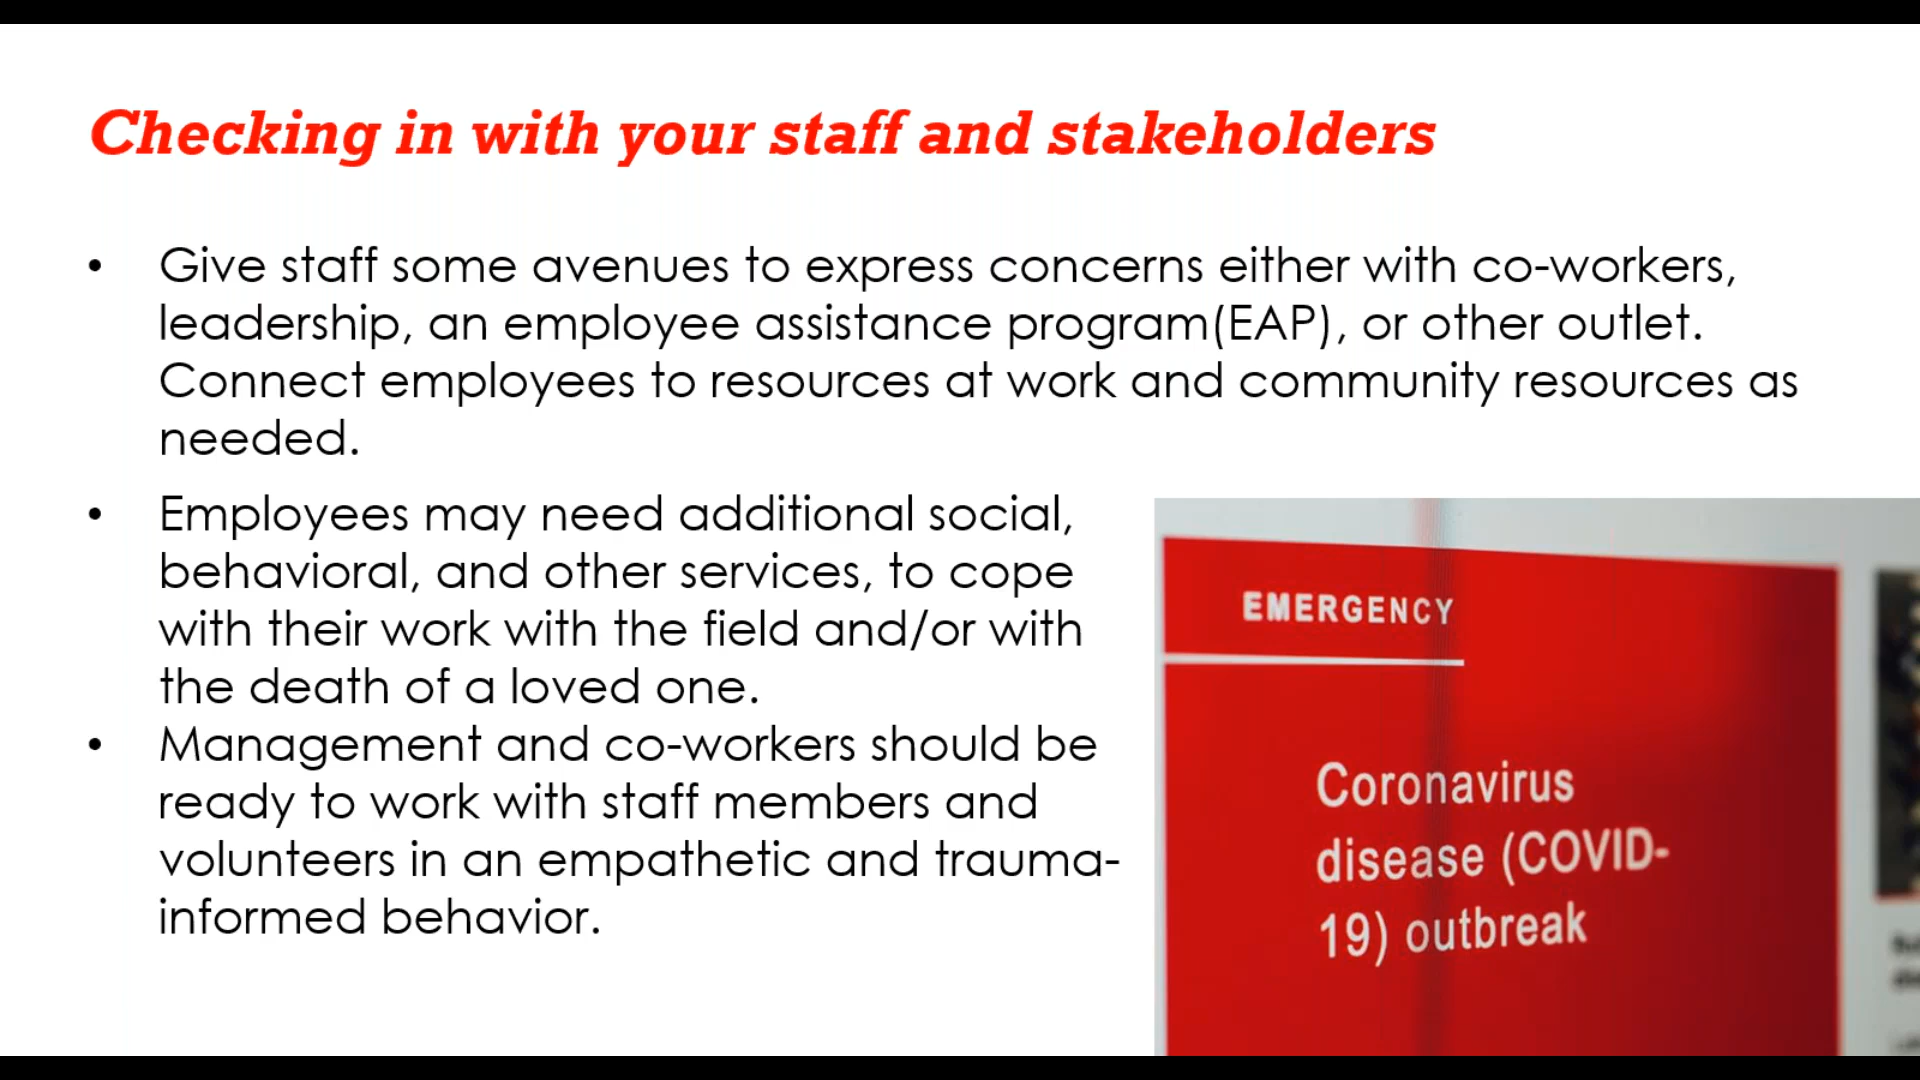 Checking in with your staff and stakeholders
• Give staff some avenues to express concerns either with co-workers,
leadership, an employee assistance program(EAP), or other outlet.
Connect employees to resources at work and community resources as
needed.
• Employees may need additional social,
behavioral, and other services, to cope
with their work with the field and/or with
the death of a loved one.
• Management and co-workers should be
ready to work with staff members and
volunteers in an empathetic and trauma-
informed behavior.
EMERGENCY
Coronavirus
disease (COVID-
19) outbreak